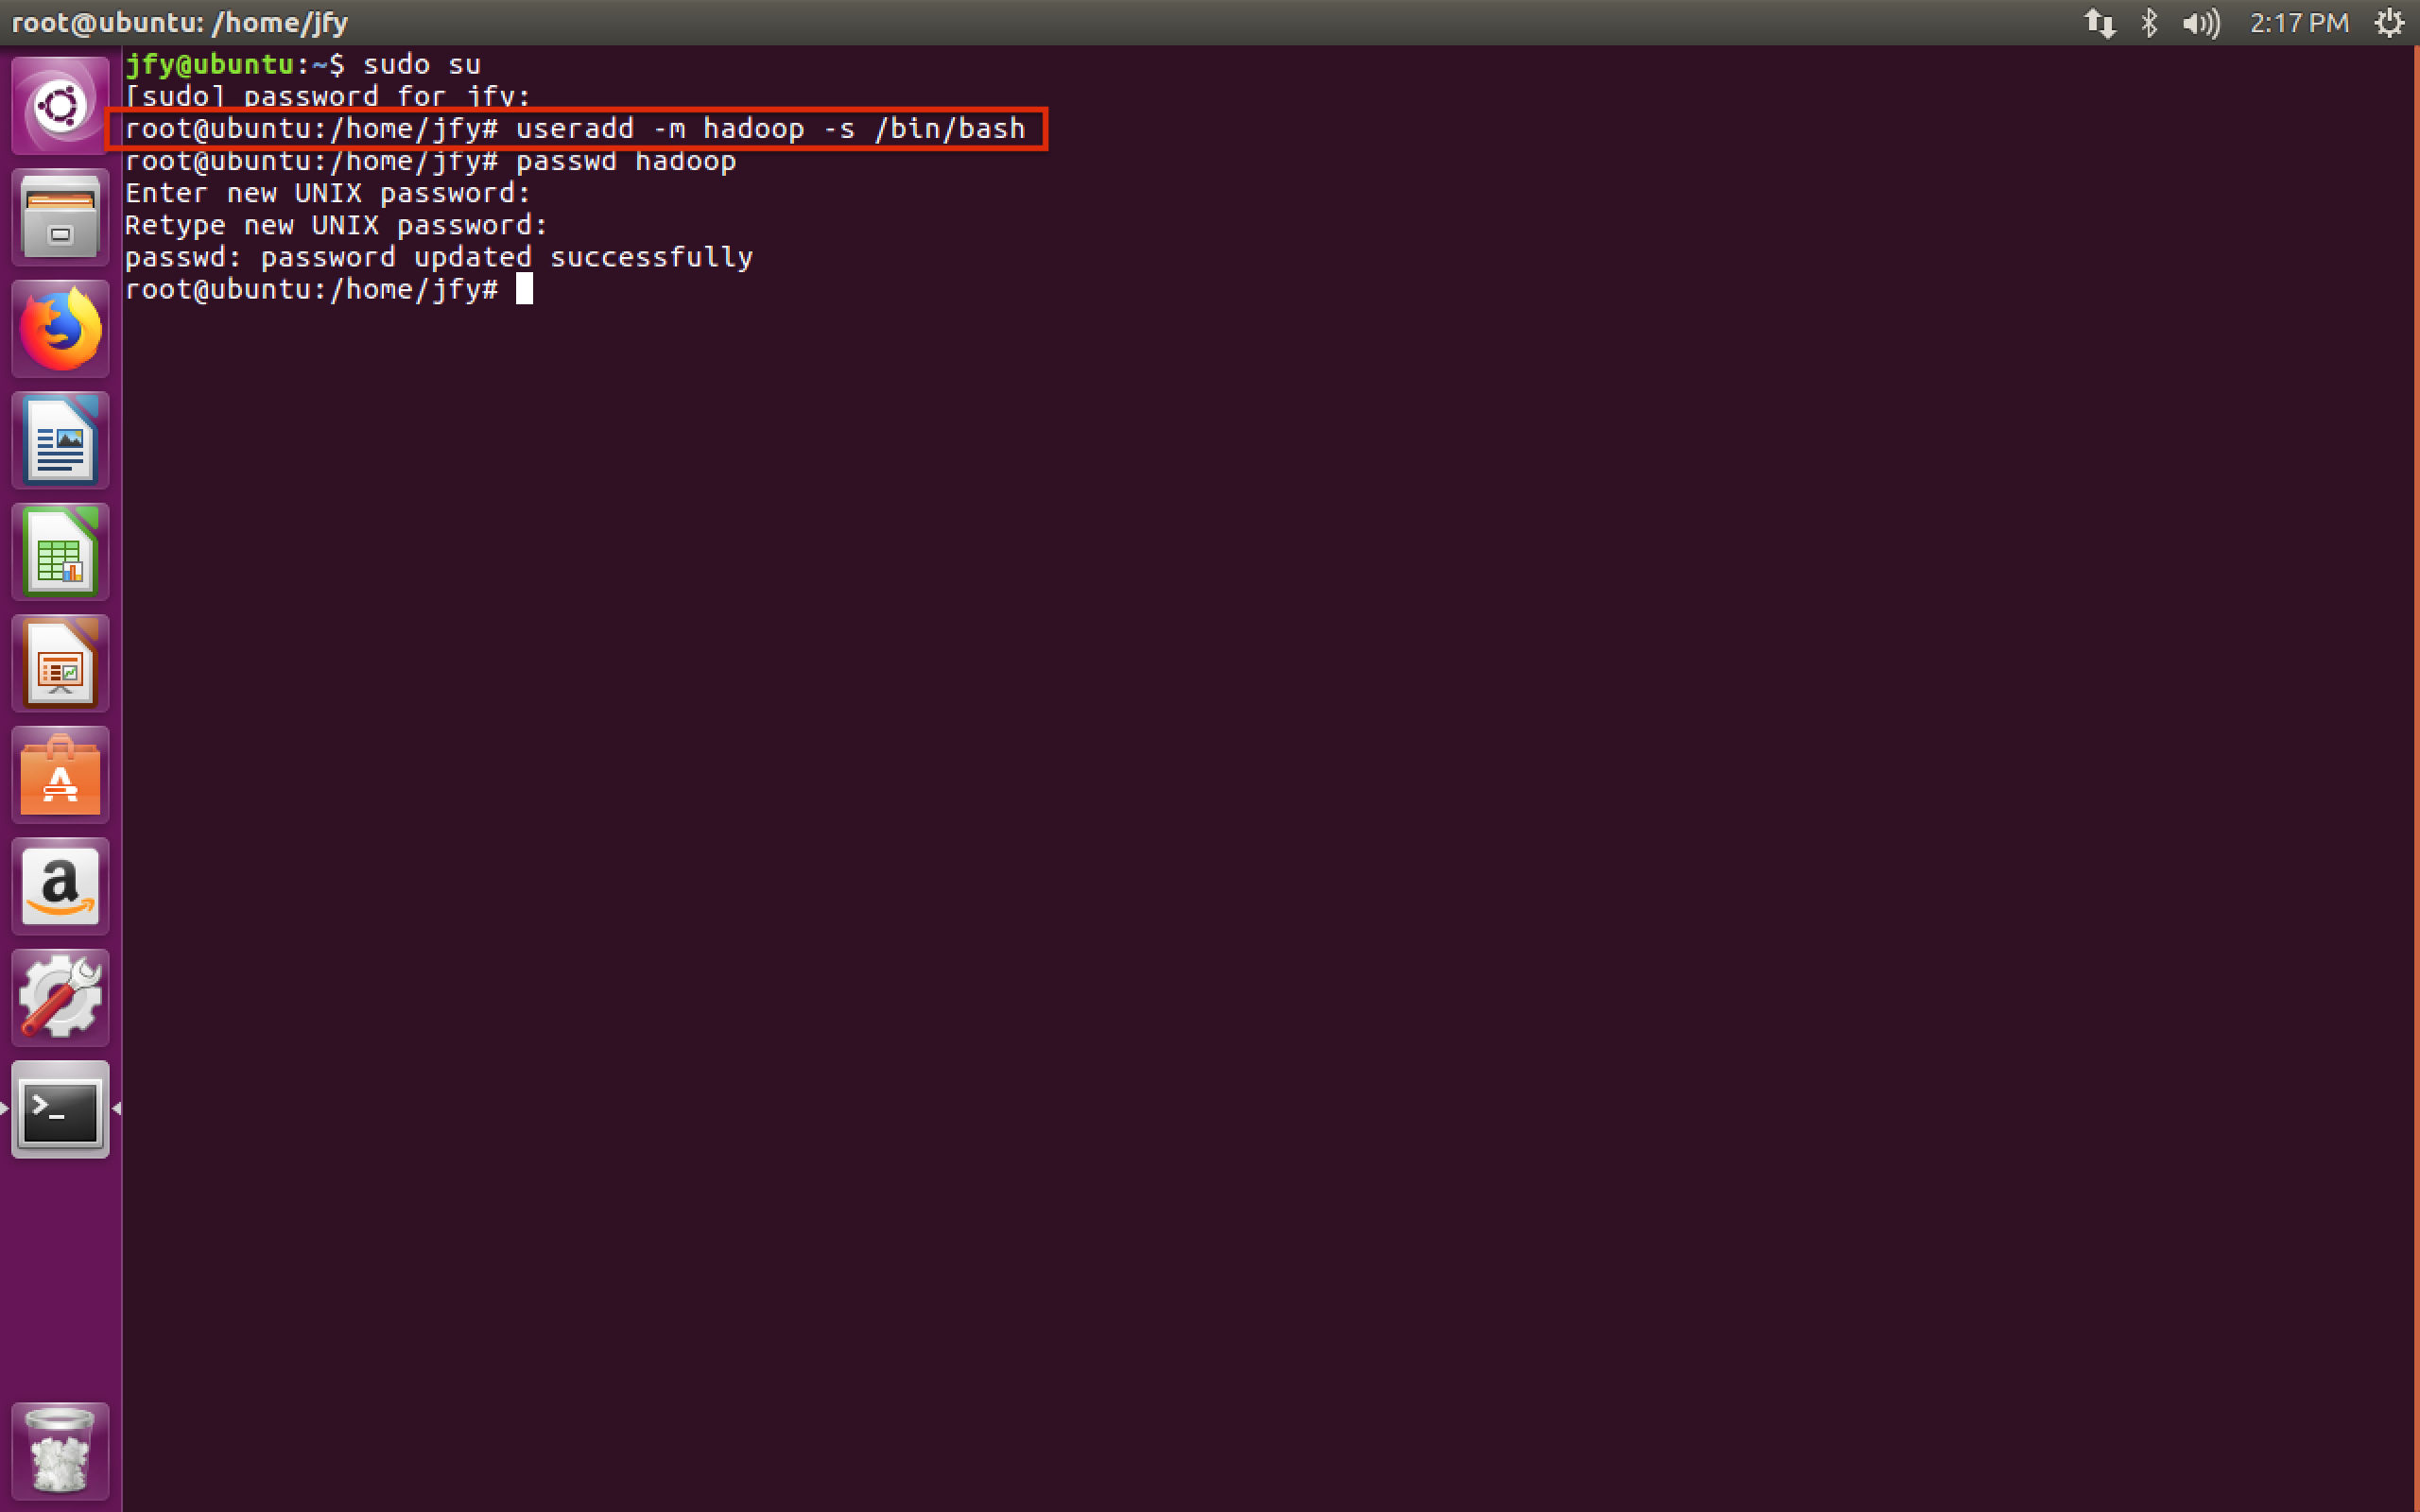 root@ubuntu: /home/jfy
2:17 PM
jfy@ubuntu:~$ sudo su
[sudo] password for jfy:
root@ubuntu:/home/jfy# useradd -m hadoop -s /bin/bash
root@ubuntu:/home/jfy# passwd hadoop
Enter new UNIX password:
Retype new UNIX password:
passwd: password updated successfully
root@ubuntu:/home/jfy#